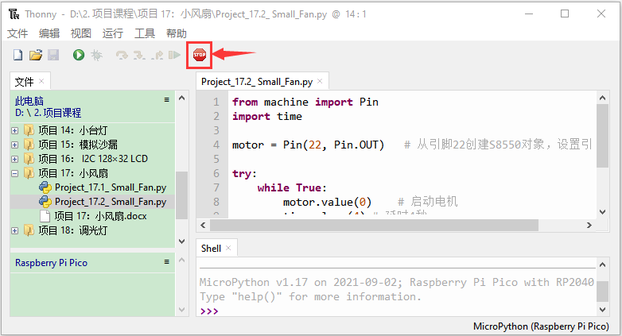 Thonny - D:\2. 项目课程\项目 17：小风扇\Project_17.2_ Small_Fan.py @ 14 : 1
文件 编辑 视图 运行 工具 帮助
STOP
文件
此电脑
D: \ 2. 项目课程
项目 14：小台灯
项目 15：模拟沙漏
项目 16： I2C 128×32 LCD
项目 17：小风扇
Project_17.1_ Small_Fan.py
Project_17.2_ Small_Fan.py
项目 17：小风扇.docx
项目 18：调光灯
Raspberry Pi Pico
Project_17.2_ Small_Fan.py
1 from machine import Pin
2 import time
3
4 motor = Pin(22, Pin.OUT) # 从引脚22创建S8550对象，设置引
5
6 try:
7 while True:
8 motor.value(0) # 启动电机
Shell
MicroPython v1.17 on 2021-09-02; Raspberry Pi Pico with RP2040
Type "help()" for more information.
>>>
MicroPython (Raspberry Pi Pico)